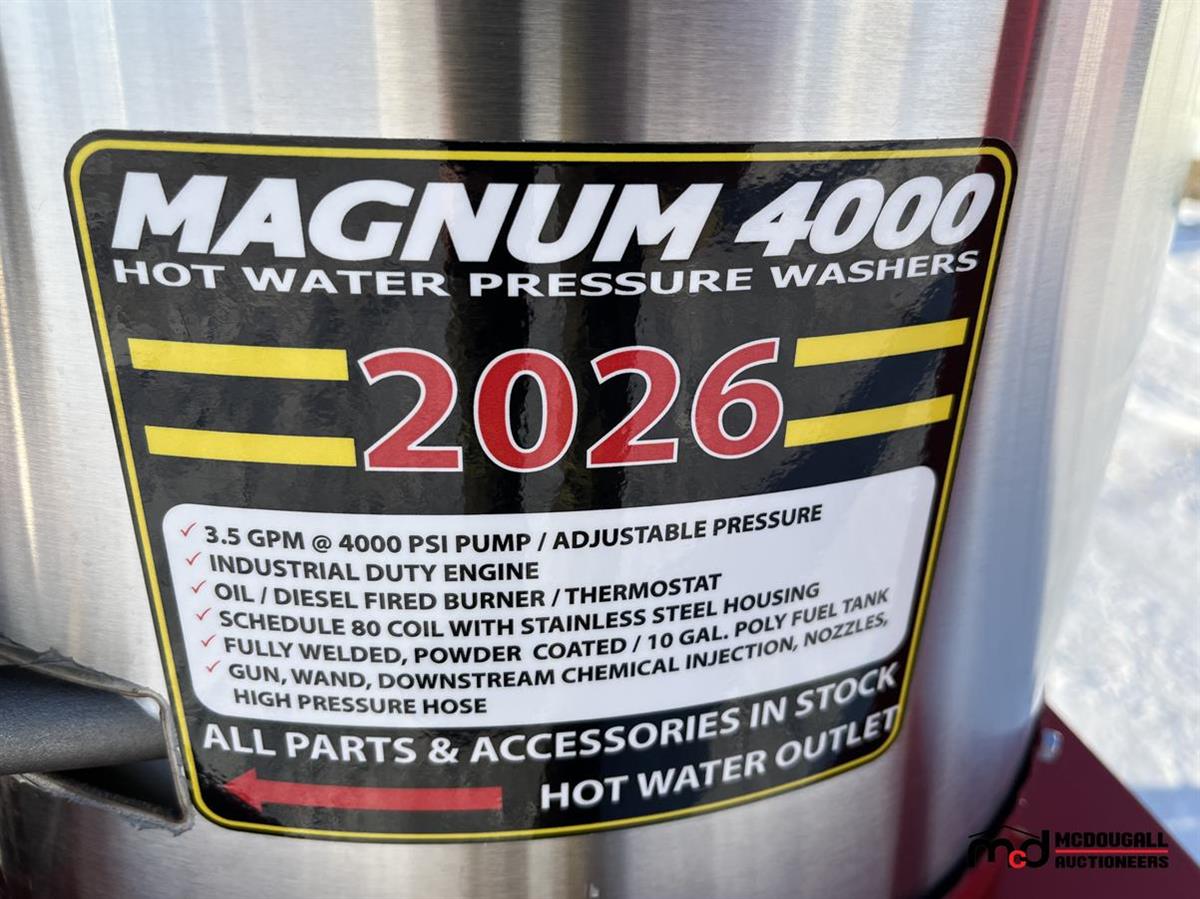 MAGNUM 4000
HOT WATER PRESSURE WASHERS
2026
✓ 3.5 GPM @ 4000 PSI PUMP / ADJUSTABLE PRESSURE
✓ INDUSTRIAL DUTY ENGINE
✓ OIL / DIESEL FIRED BURNER / THERMOSTAT
✓ SCHEDULE 80 COIL WITH STAINLESS STEEL HOUSING
✓ FULLY WELDED, POWDER COATED / 10 GAL. POLY FUEL TANK
✓ GUN, WAND, DOWNSTREAM CHEMICAL INJECTION, NOZZLES,
HIGH PRESSURE HOSE
ALL PARTS & ACCESSORIES IN STOCK
HOT WATER OUTLET
mcd MCDOUGALL
AUCTIONEERS